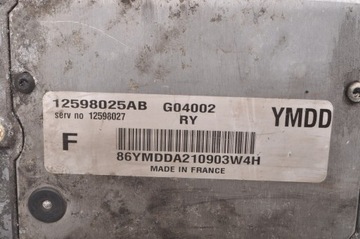 12598025AB G04002 YMDD
serv no 12598027 RY
F
86YMDDA210903W4H
MADE IN FRANCE